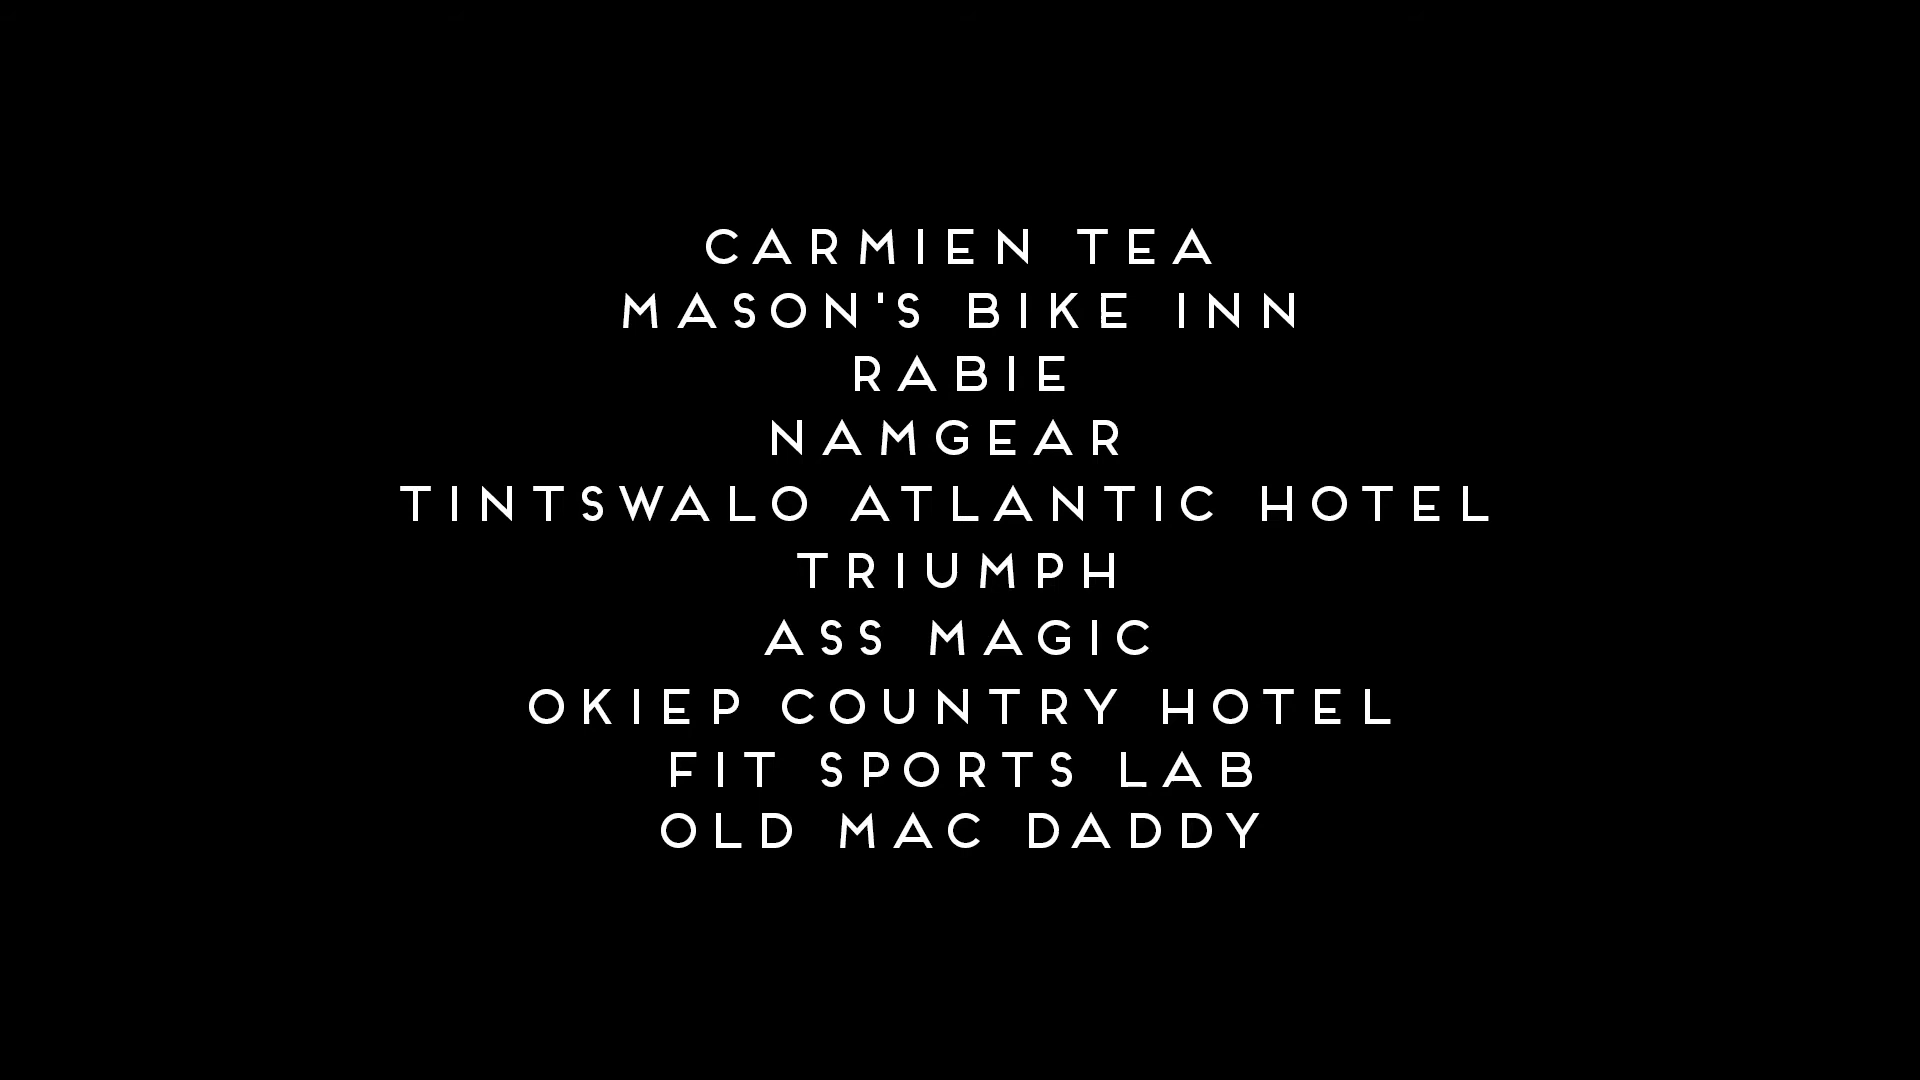 CARMIEN TEA
MASON'S BIKE INN
RABIE
NAMGEAR
TINTSWALO ATLANTIC HOTEL
TRIUMPH
ASS MAGIC
OKIEP COUNTRY HOTEL
FIT SPORTS LAB
OLD MAC DADDY